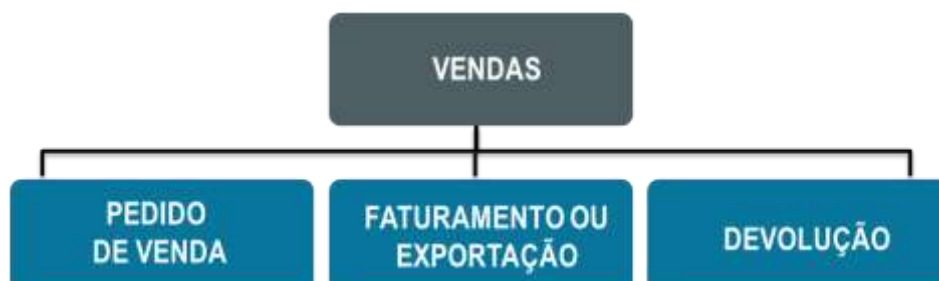 VENDAS
PEDIDO
DE VENDA
FATURAMENTO OU
EXPORTAÇÃO
DEVOLUÇÃO